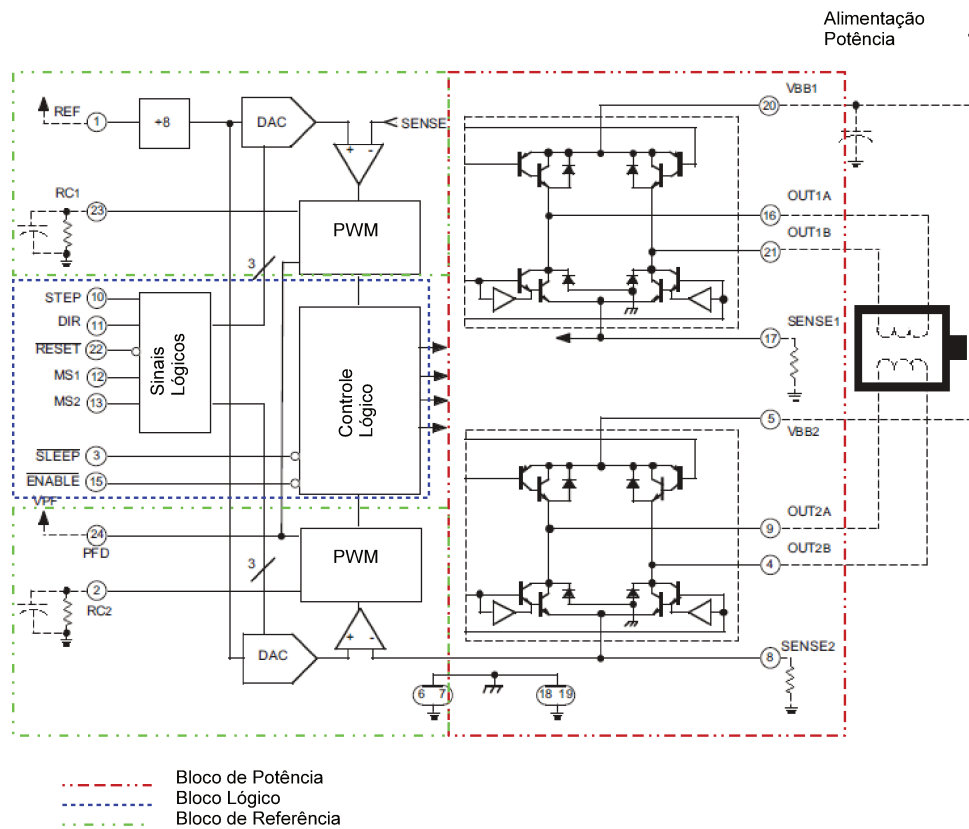 Alimentação
Potência
VBB1
20
REF
1
÷8
DAC
SENSE
+
-
RC1
23
PWM
OUT1A
16
OUT1B
21
3
STEP
10
DIR
11
RESET
22
MS1
12
MS2
13
Sinais
Lógicos
SLEEP
3
ENABLE
15
Controle
Lógico
SENSE1
17
5
VBB2
VPF
24
PFD
PWM
3
2
RC2
DAC
+
-
OUT2A
9
OUT2B
4
SENSE2
8
6 7
18 19
Bloco de Potência
Bloco Lógico
Bloco de Referência